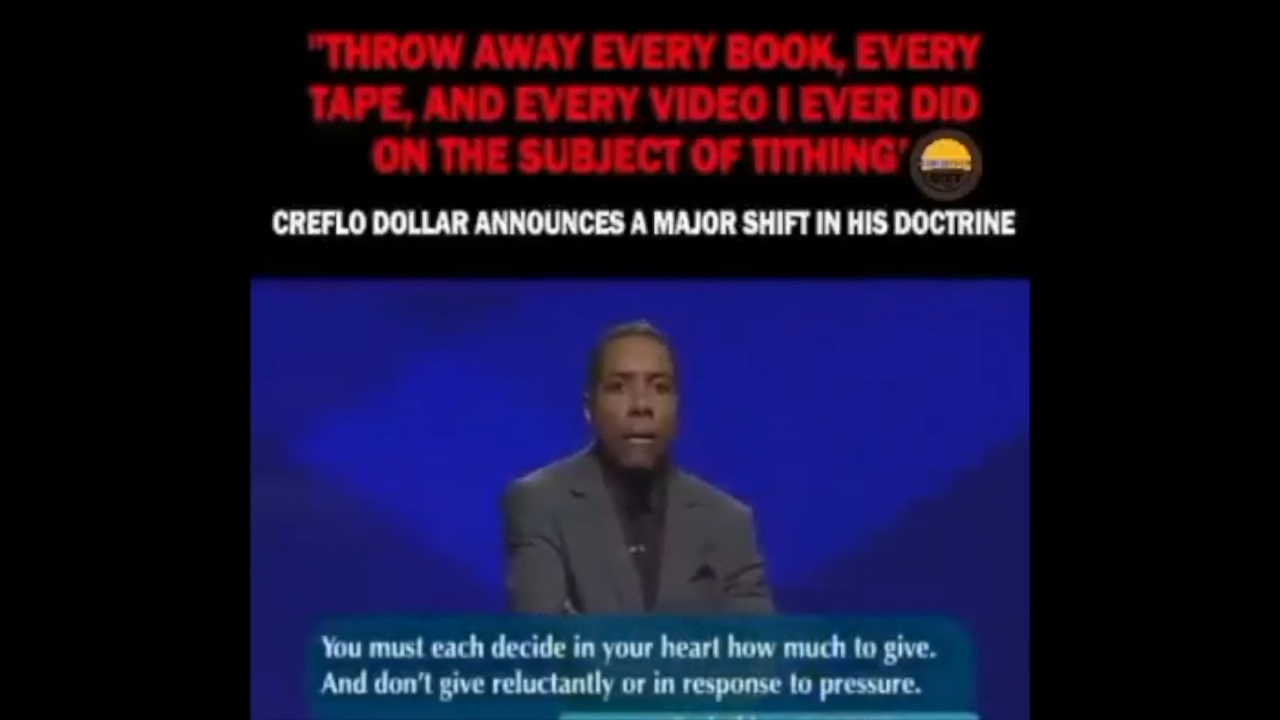 "THROW AWAY EVERY BOOK, EVERY
TAPE, AND EVERY VIDEO I EVER DID
ON THE SUBJECT OF TITHING"
CREFLO DOLLAR ANNOUNCES A MAJOR SHIFT IN HIS DOCTRINE
You must each decide in your heart how much to give.
And don't give reluctantly or in response to pressure.